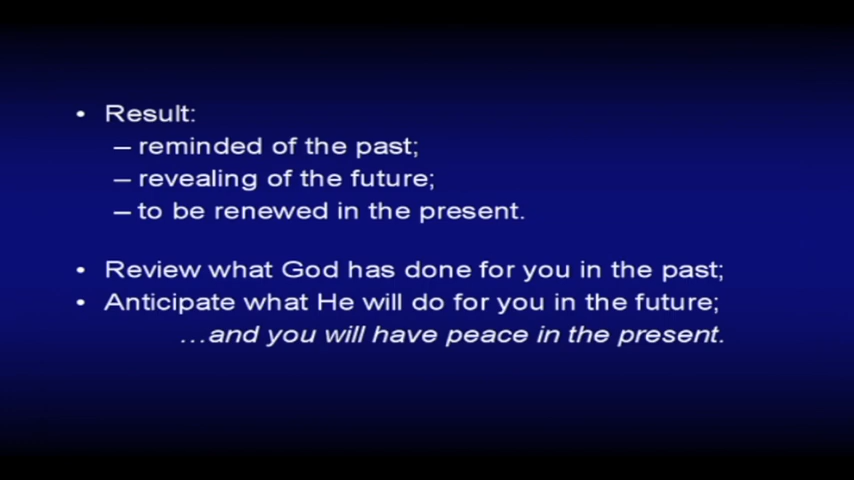 • Result:
– reminded of the past;
– revealing of the future;
– to be renewed in the present.
• Review what God has done for you in the past;
• Anticipate what He will do for you in the future;
…and you will have peace in the present.